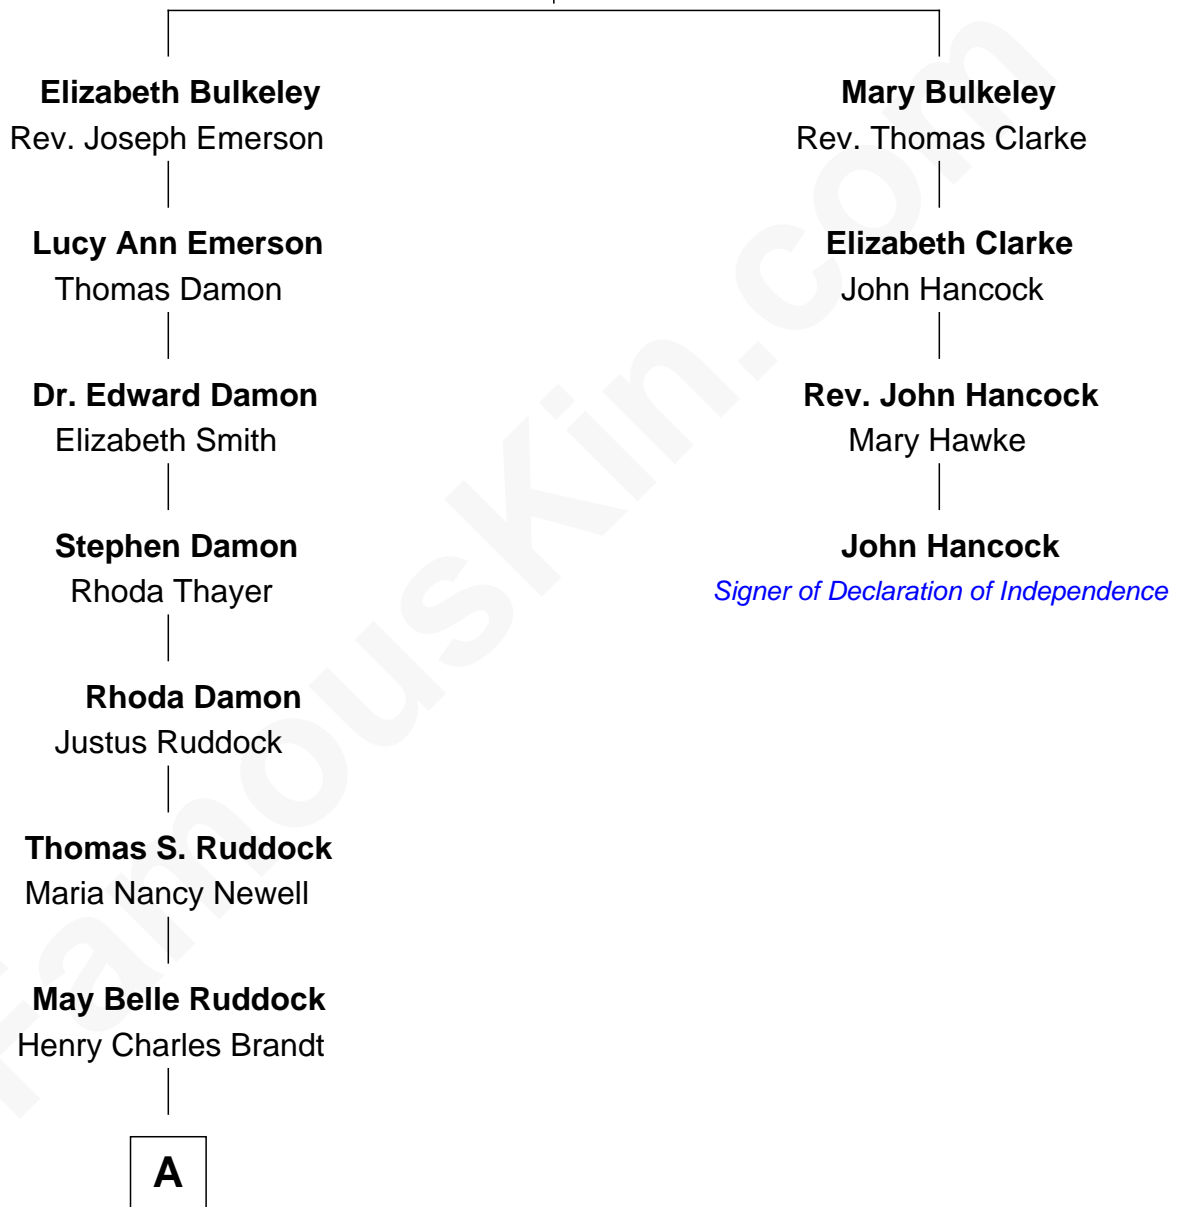 Elizabeth Bulkeley
Rev. Joseph Emerson
Lucy Ann Emerson
Thomas Damon
Dr. Edward Damon
Elizabeth Smith
Stephen Damon
Rhoda Thayer
Rhoda Damon
Justus Ruddock
Thomas S. Ruddock
Maria Nancy Newell
May Belle Ruddock
Henry Charles Brandt
A
Mary Bulkeley
Rev. Thomas Clarke
Elizabeth Clarke
John Hancock
Rev. John Hancock
Mary Hawke
John Hancock
Signer of Declaration of Independence
FamousKin.com